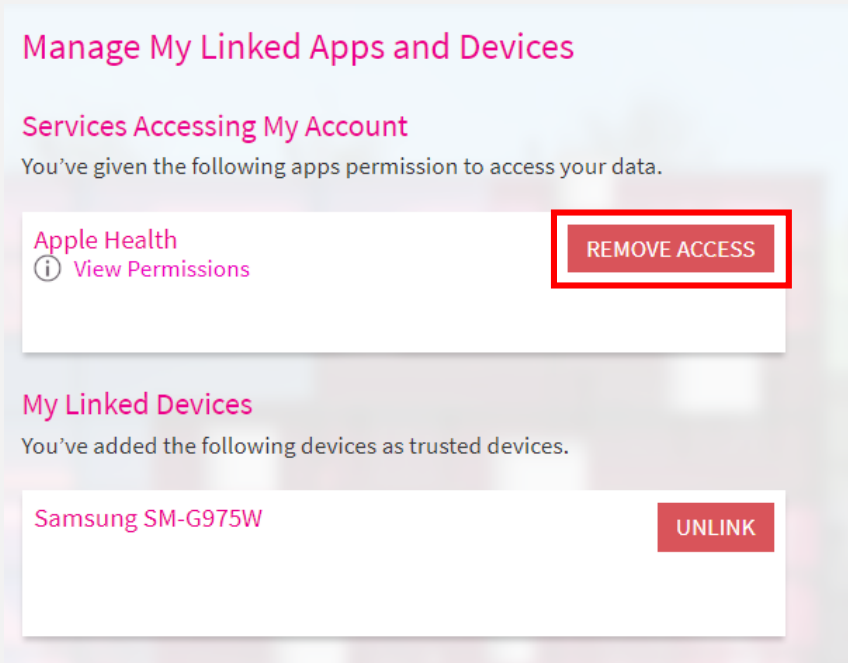 Manage My Linked Apps and Devices
Services Accessing My Account
You’ve given the following apps permission to access your data.
Apple Health
REMOVE ACCESS
View Permissions
My Linked Devices
You’ve added the following devices as trusted devices.
Samsung SM-G975W
UNLINK